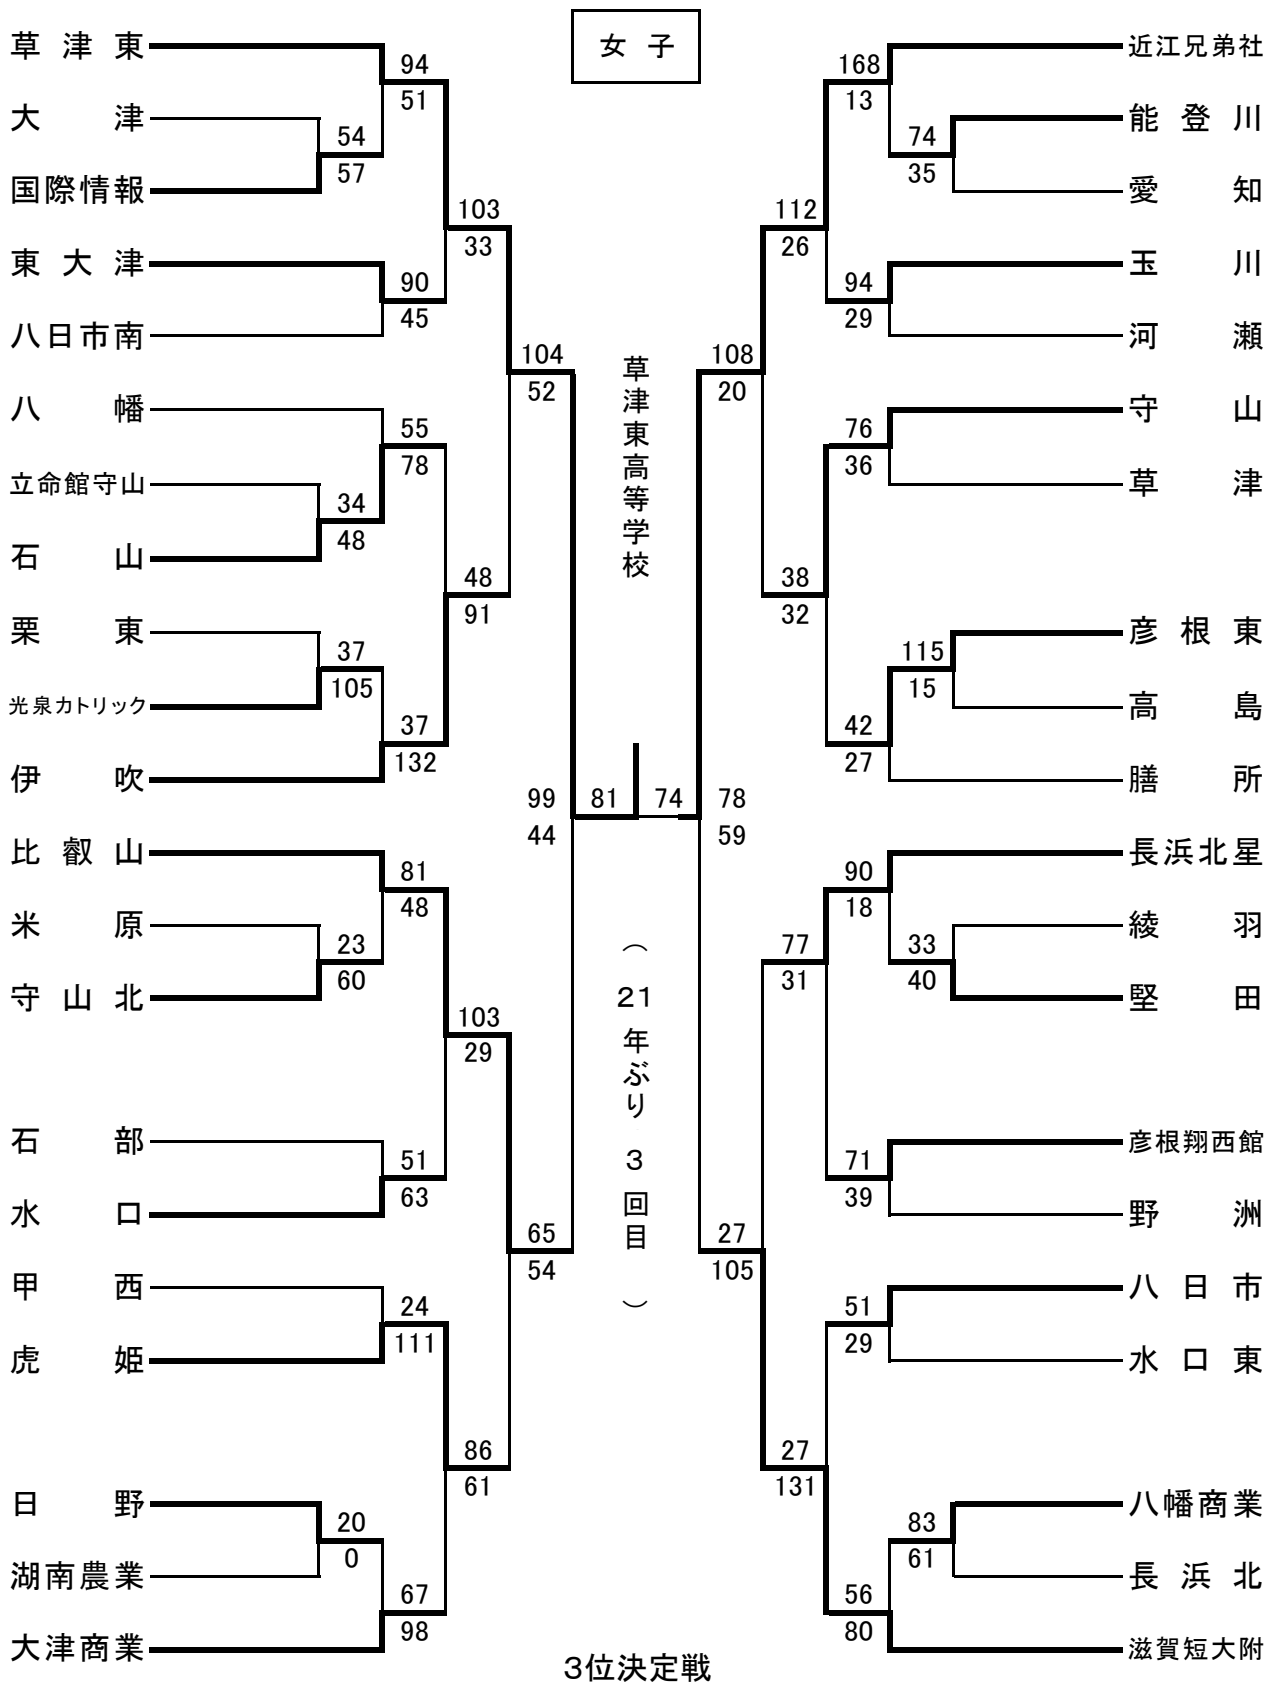 女子
草津東
大津
国際情報
東大津
八日市南
八幡
立命館守山
石山
栗東
光泉カトリック
伊吹
比叡山
米原
守山北
石部
水口
甲西
虎姫
日野
湖南農業
大津商業
94
51
54
57
103
33
90
45
104
52
55
78
34
48
48
91
37
105
37
132
99
44
81
48
23
60
103
29
51
63
65
54
24
111
86
61
20
0
67
98
草津東高等学校
81
74
（21年ぶり3回目）
168
13
74
35
112
26
94
29
108
20
76
36
38
32
115
15
42
27
78
59
90
18
77
31
33
40
71
39
27
105
51
29
27
131
83
61
56
80
近江兄弟社
能登川
愛知
玉川
河瀬
守山
草津
彦根東
高島
膳所
長浜北星
綾羽
堅田
彦根翔西館
野洲
八日市
水口東
八幡商業
長浜北
滋賀短大附
3位決定戦